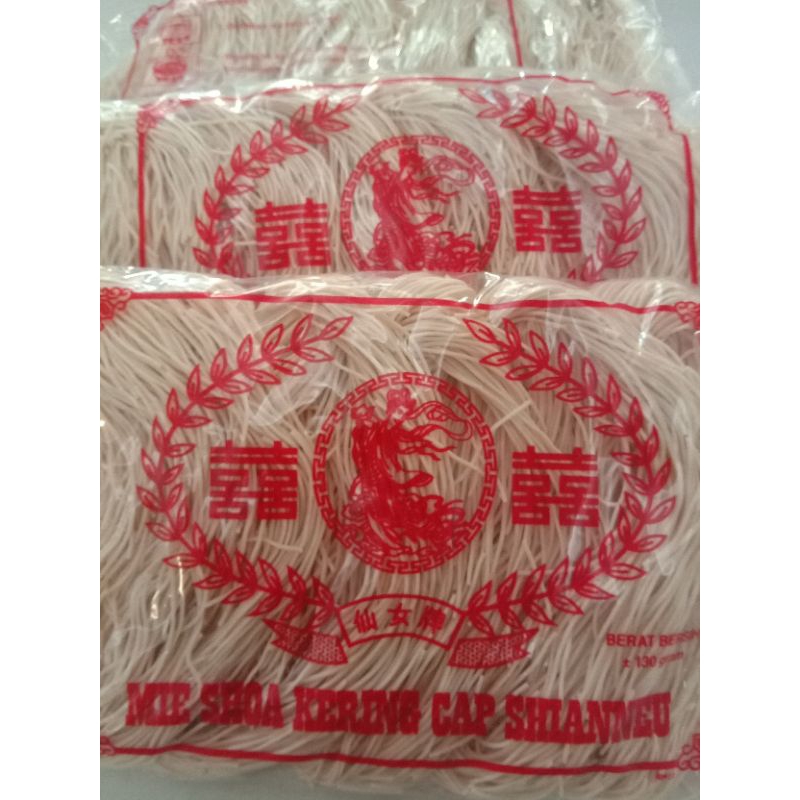 囍 囍
囍 囍
仙女牌
BERAT BERSIH
± 130 gram
MIE SHOA KERING CAP SHIANNEU